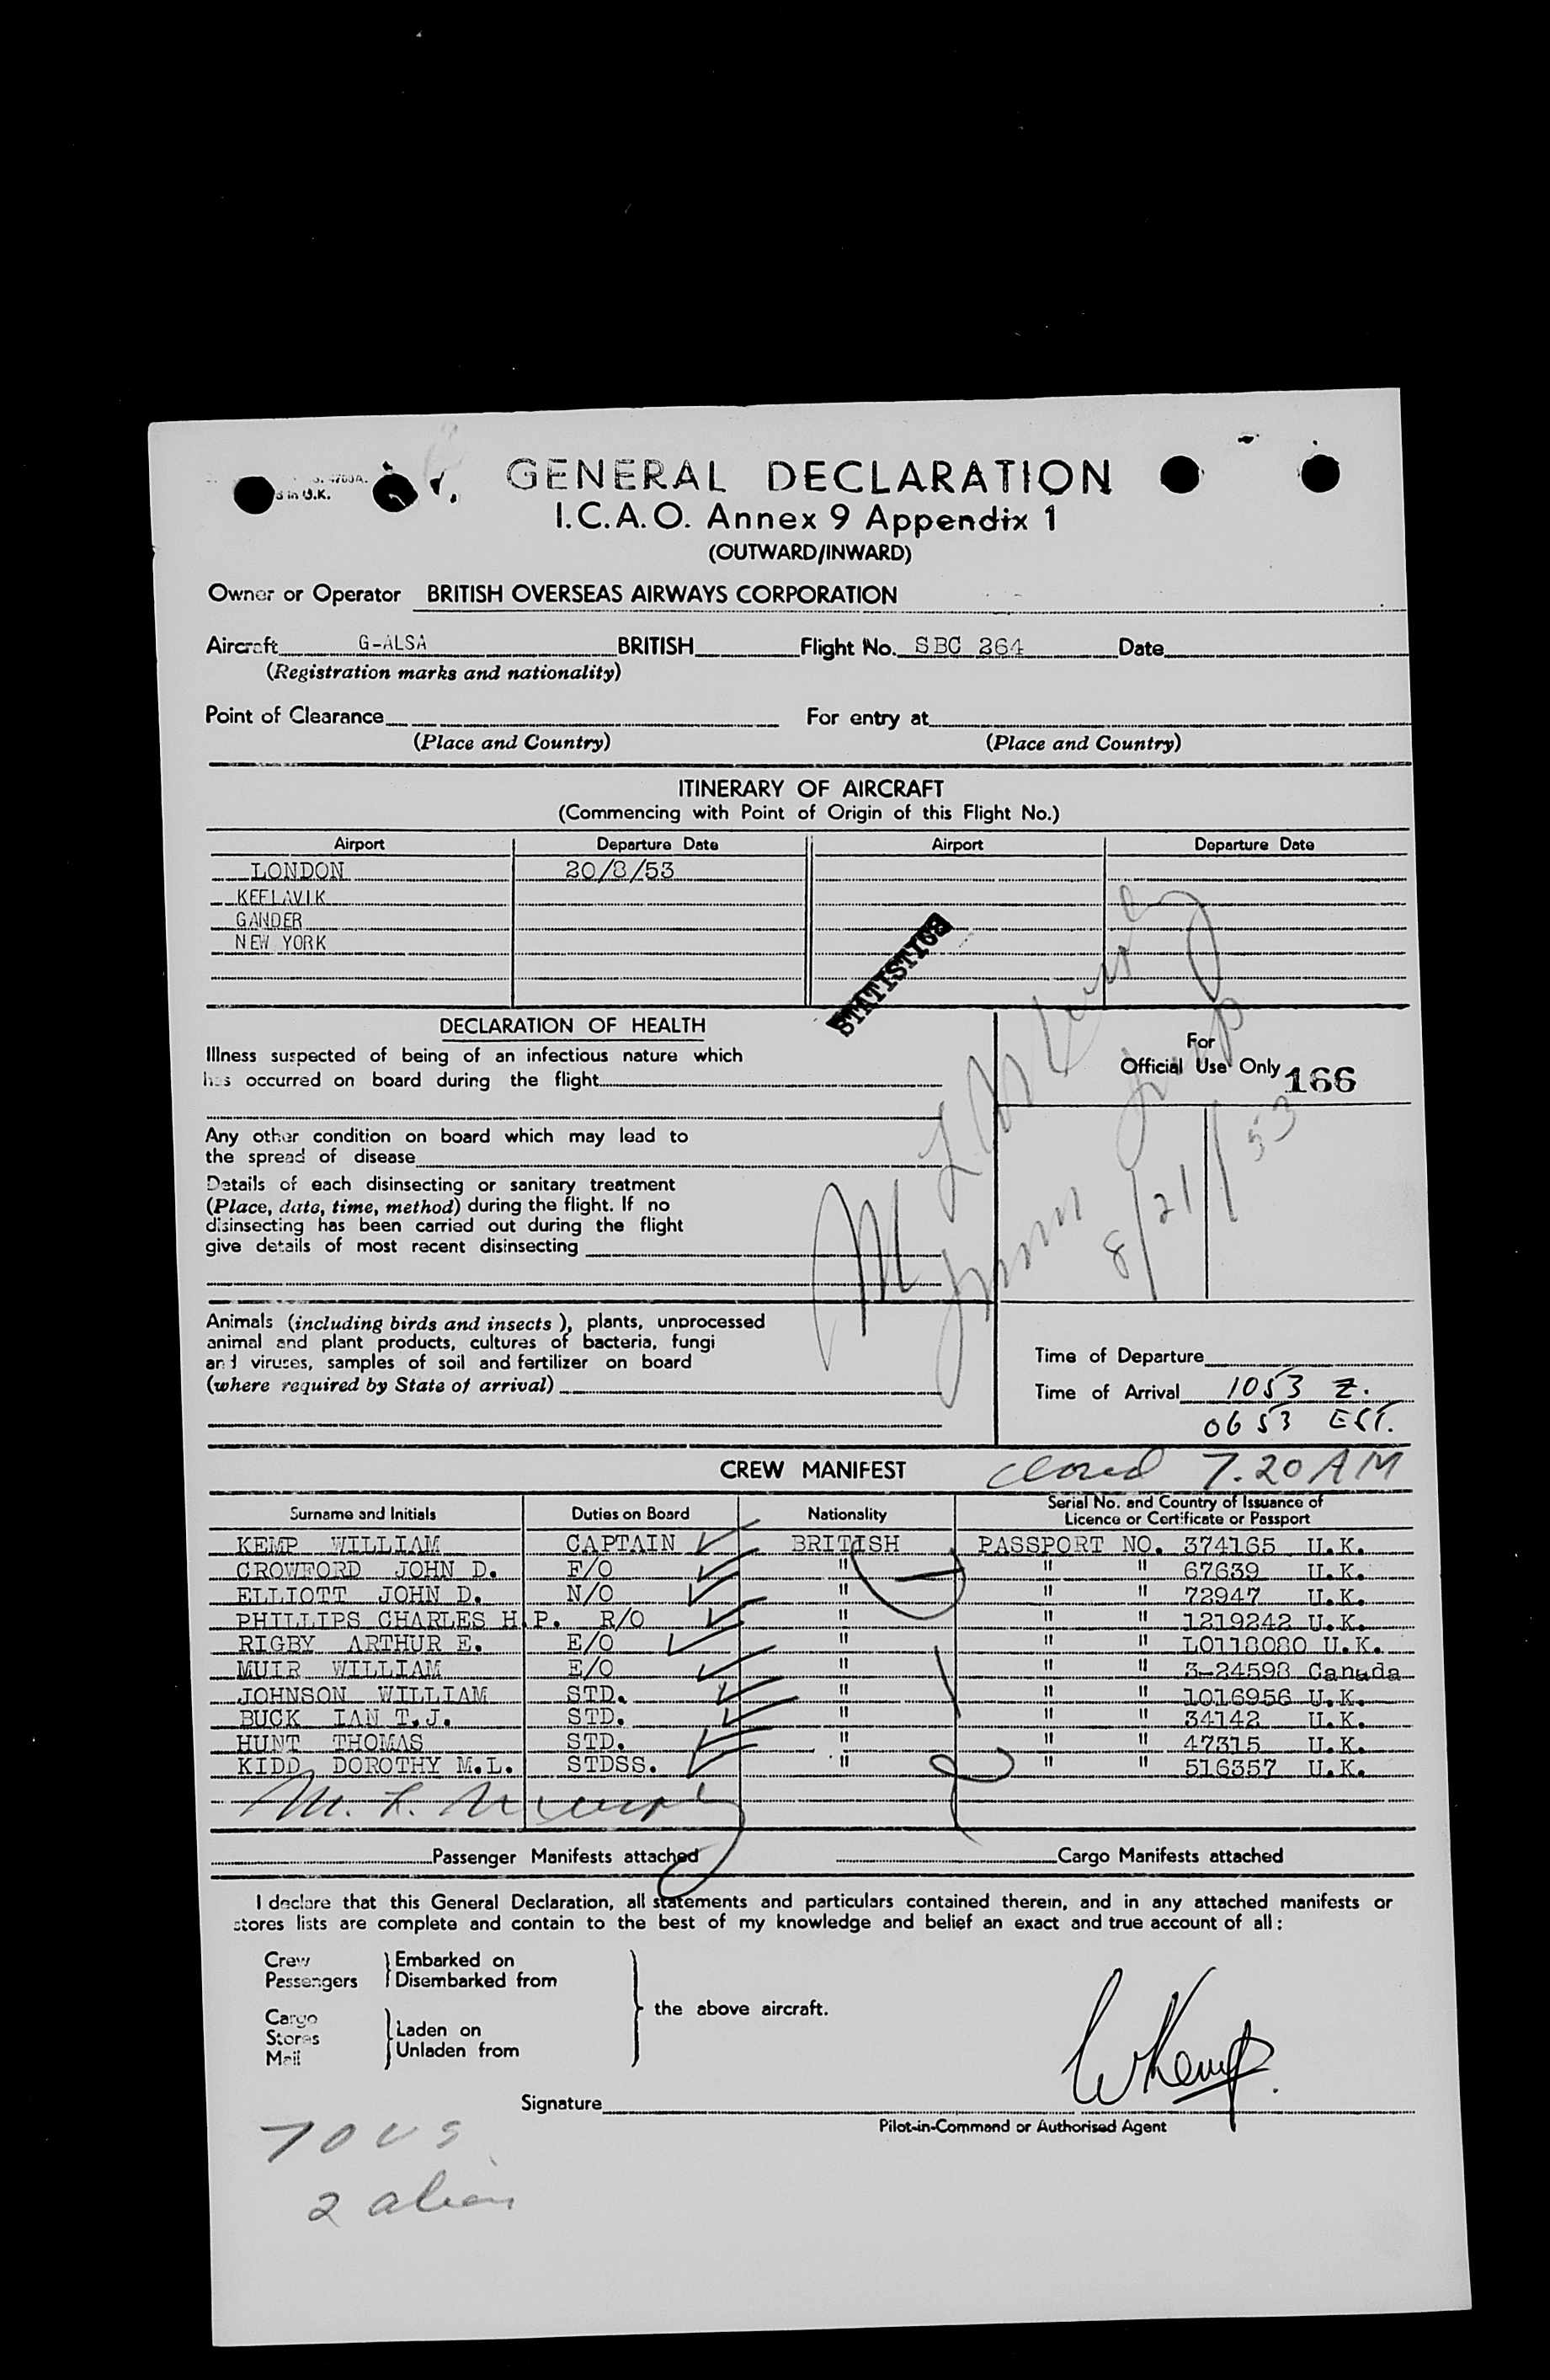 S in U.K.
GENERAL DECLARATION
I.C.A.O. Annex 9 Appendix 1
(OUTWARD/INWARD)
Owner or Operator BRITISH OVERSEAS AIRWAYS CORPORATION
Aircraft G-ALSA BRITISH Flight No. SBC 264 Date
(Registration marks and nationality)
Point of Clearance For entry at
(Place and Country) (Place and Country)
ITINERARY OF AIRCRAFT
(Commencing with Point of Origin of this Flight No.)
Airport Departure Date Airport Departure Date
LONDON 20/8/53
KEFLAVIK
GANDER
NEW YORK
STATISTICS
DECLARATION OF HEALTH
Illness suspected of being of an infectious nature which
has occurred on board during the flight
For
Official Use Only 166
Any other condition on board which may lead to
the spread of disease
Details of each disinsecting or sanitary treatment
(Place, date, time, method) during the flight. If no
disinsecting has been carried out during the flight
give details of most recent disinsecting
8/21/53
Animals (including birds and insects), plants, unprocessed
animal and plant products, cultures of bacteria, fungi
and viruses, samples of soil and fertilizer on board
(where required by State of arrival)
Time of Departure
Time of Arrival 1053 Z.
0653 EST.
CREW MANIFEST closed 7.20 AM
Surname and Initials Duties on Board Nationality Serial No. and Country of Issuance of
Licence or Certificate or Passport
KEMP WILLIAM CAPTAIN BRITISH PASSPORT NO. 374165 U.K.
CROWFORD JOHN D. F/O " " " 67639 U.K.
ELLIOTT JOHN D. N/O " " " 72947 U.K.
PHILLIPS CHARLES H.P. R/O " " " 1219242 U.K.
RIGBY ARTHUR E. E/O " " " LO118080 U.K.
MUIR WILLIAM E/O " " " 3-24598 Canada
JOHNSON WILLIAM STD. " " " 1016956 U.K.
BUCK IAN T.J. STD. " " " 34142 U.K.
HUNT THOMAS STD. " " " 47315 U.K.
KIDD DOROTHY M.L. STDSS. " " " 516357 U.K.
M. L. Murphy
Passenger Manifests attached Cargo Manifests attached
I declare that this General Declaration, all statements and particulars contained therein, and in any attached manifests or
stores lists are complete and contain to the best of my knowledge and belief an exact and true account of all:
Crew Embarked on
Passengers Disembarked from
the above aircraft.
Cargo
Stores Laden on
Mail Unladen from
WKemp.
Signature
Pilot-in-Command or Authorised Agent
70 US
2 alien